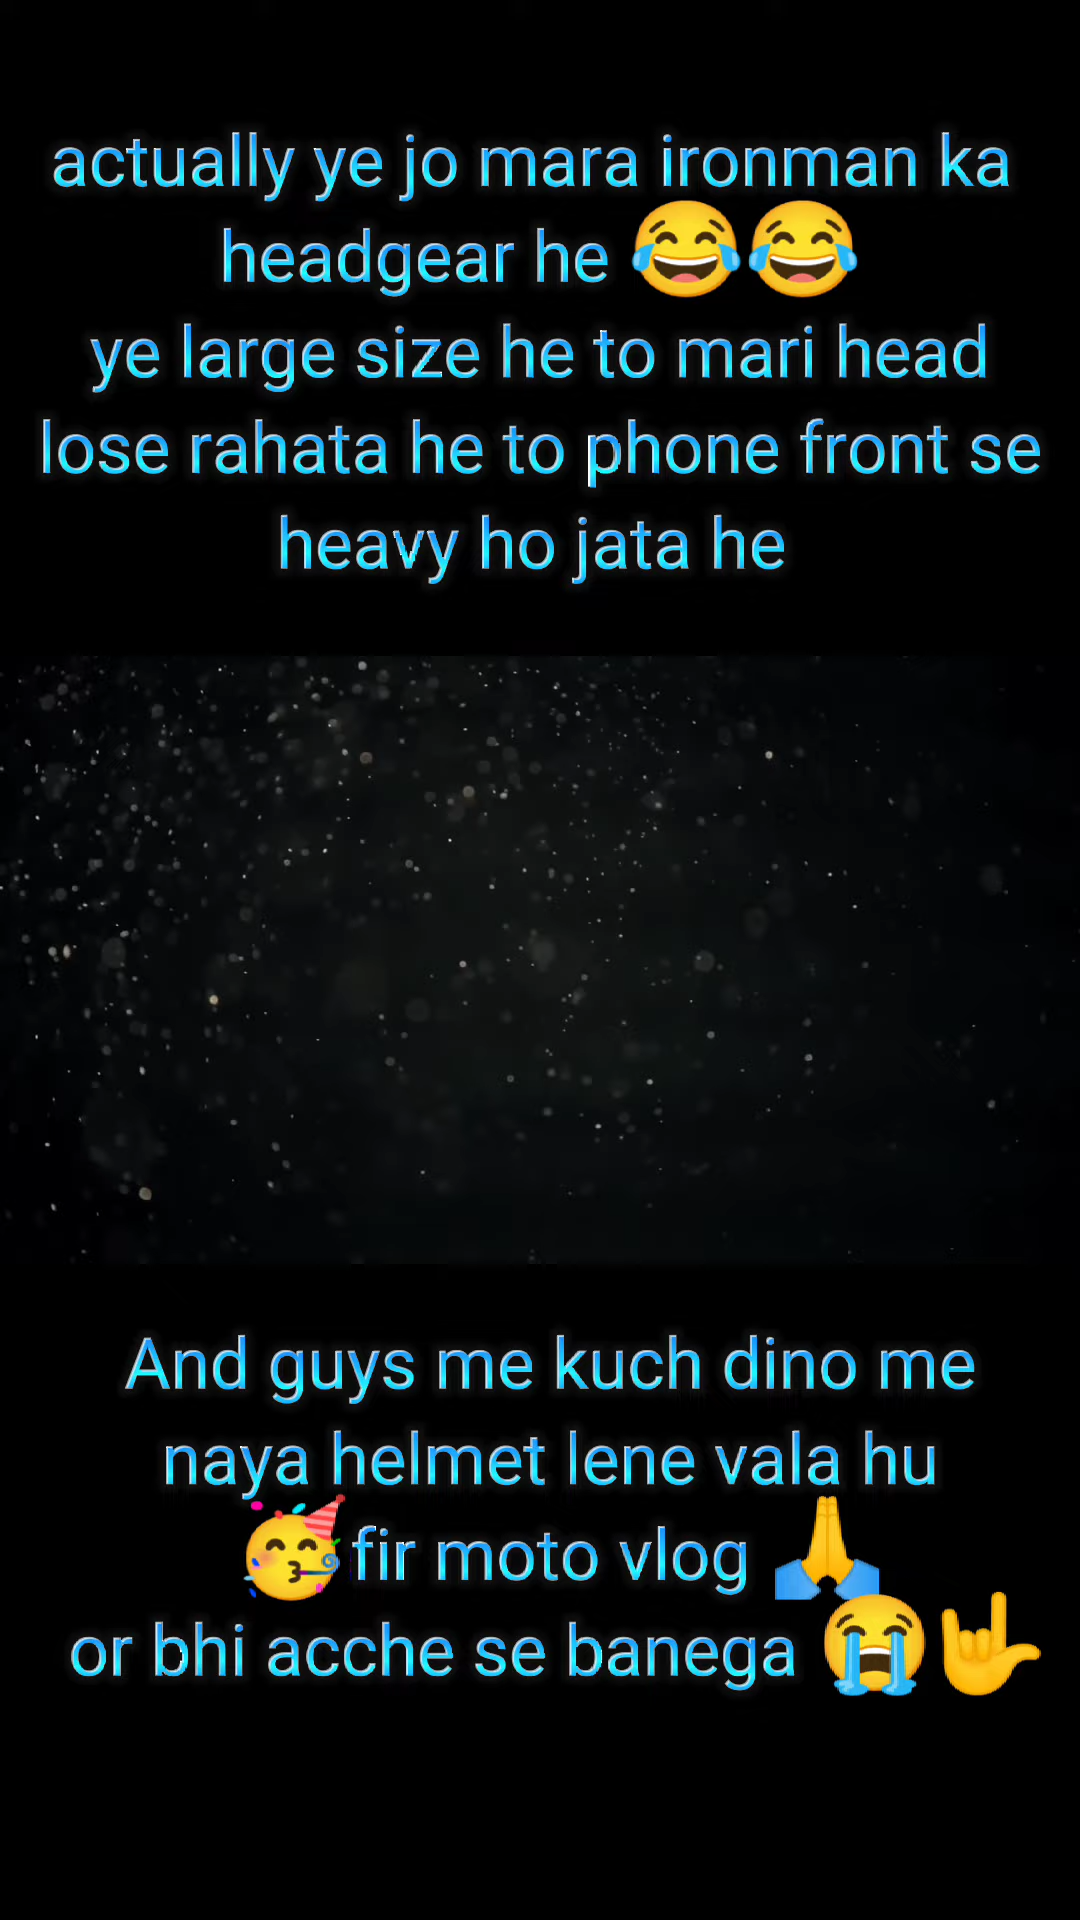 actually ye jo mara ironman ka
headgear he 😂😂
ye large size he to mari head
lose rahata he to phone front se
heavy ho jata he
And guys me kuch dino me
naya helmet lene vala hu
🥳fir moto vlog 🙏
or bhi acche se banega 😭🤟